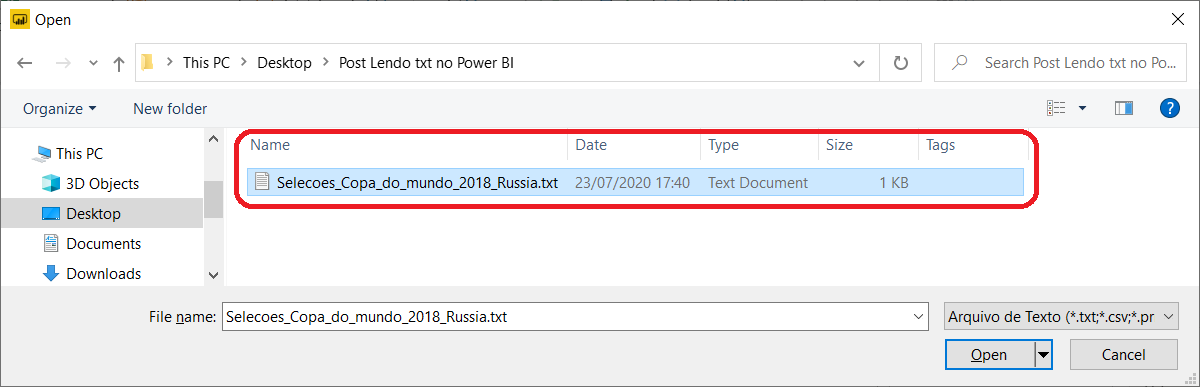 Open
This PC Desktop Post Lendo txt no Power BI Search Post Lendo txt no Po...
Organize New folder ?
Name Date Type Size Tags
This PC
Selecoes_Copa_do_mundo_2018_Russia.txt 23/07/2020 17:40 Text Document 1 KB
3D Objects
Desktop
Documents
Downloads
File name: Selecoes_Copa_do_mundo_2018_Russia.txt Arquivo de Texto (*.txt;*.csv;*.pr
Open Cancel